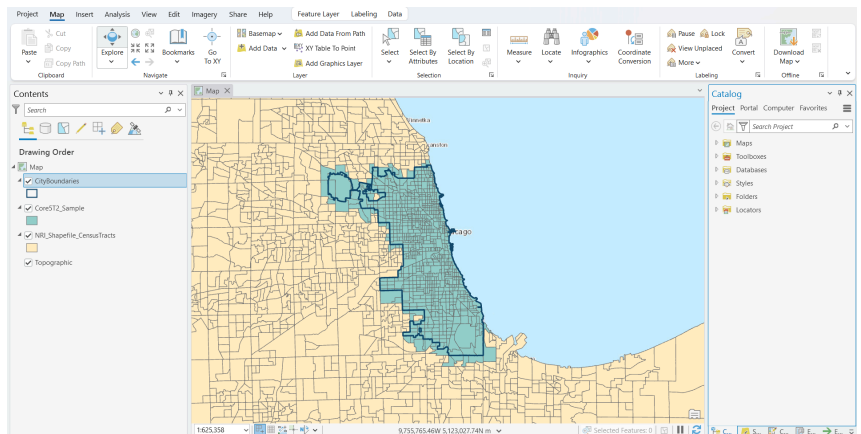 Project Map Insert Analysis View Edit Imagery Share Help Feature Layer Labeling Data
Paste
Cut
Copy
Copy Path
Clipboard
Explore
Bookmarks
Go
To XY
Navigate
Basemap
Add Data
Add Data From Path
XY Table To Point
Add Graphics Layer
Layer
Select
Select By
Attributes
Select By
Location
Selection
Measure
Locate
Infographics
Coordinate
Conversion
Inquiry
Pause
Lock
View Unplaced
More
Convert
Labeling
Download
Map
Offline
Contents
Search
Drawing Order
Map
CityBoundaries
Core5T2_Sample
NRI_Shapefile_CensusTracts
Topographic
Map
cago
1:625,358
9,755,765.46W 5,123,027.74N m
Selected Features: 0
Catalog
Project Portal Computer Favorites
Search Project
Maps
Toolboxes
Databases
Styles
Folders
Locators
C... S... C... E... E...